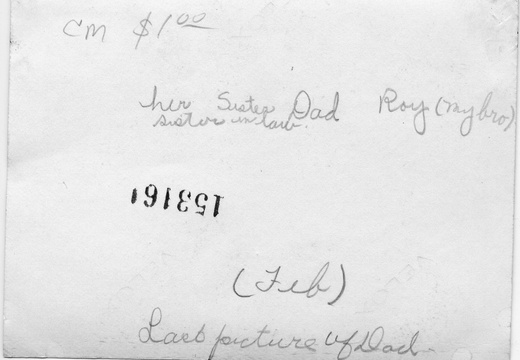 CM $1.00
her Sister Dad Roy (my bro)
sister in law.
153161
(Feb)
Last picture of Dad.